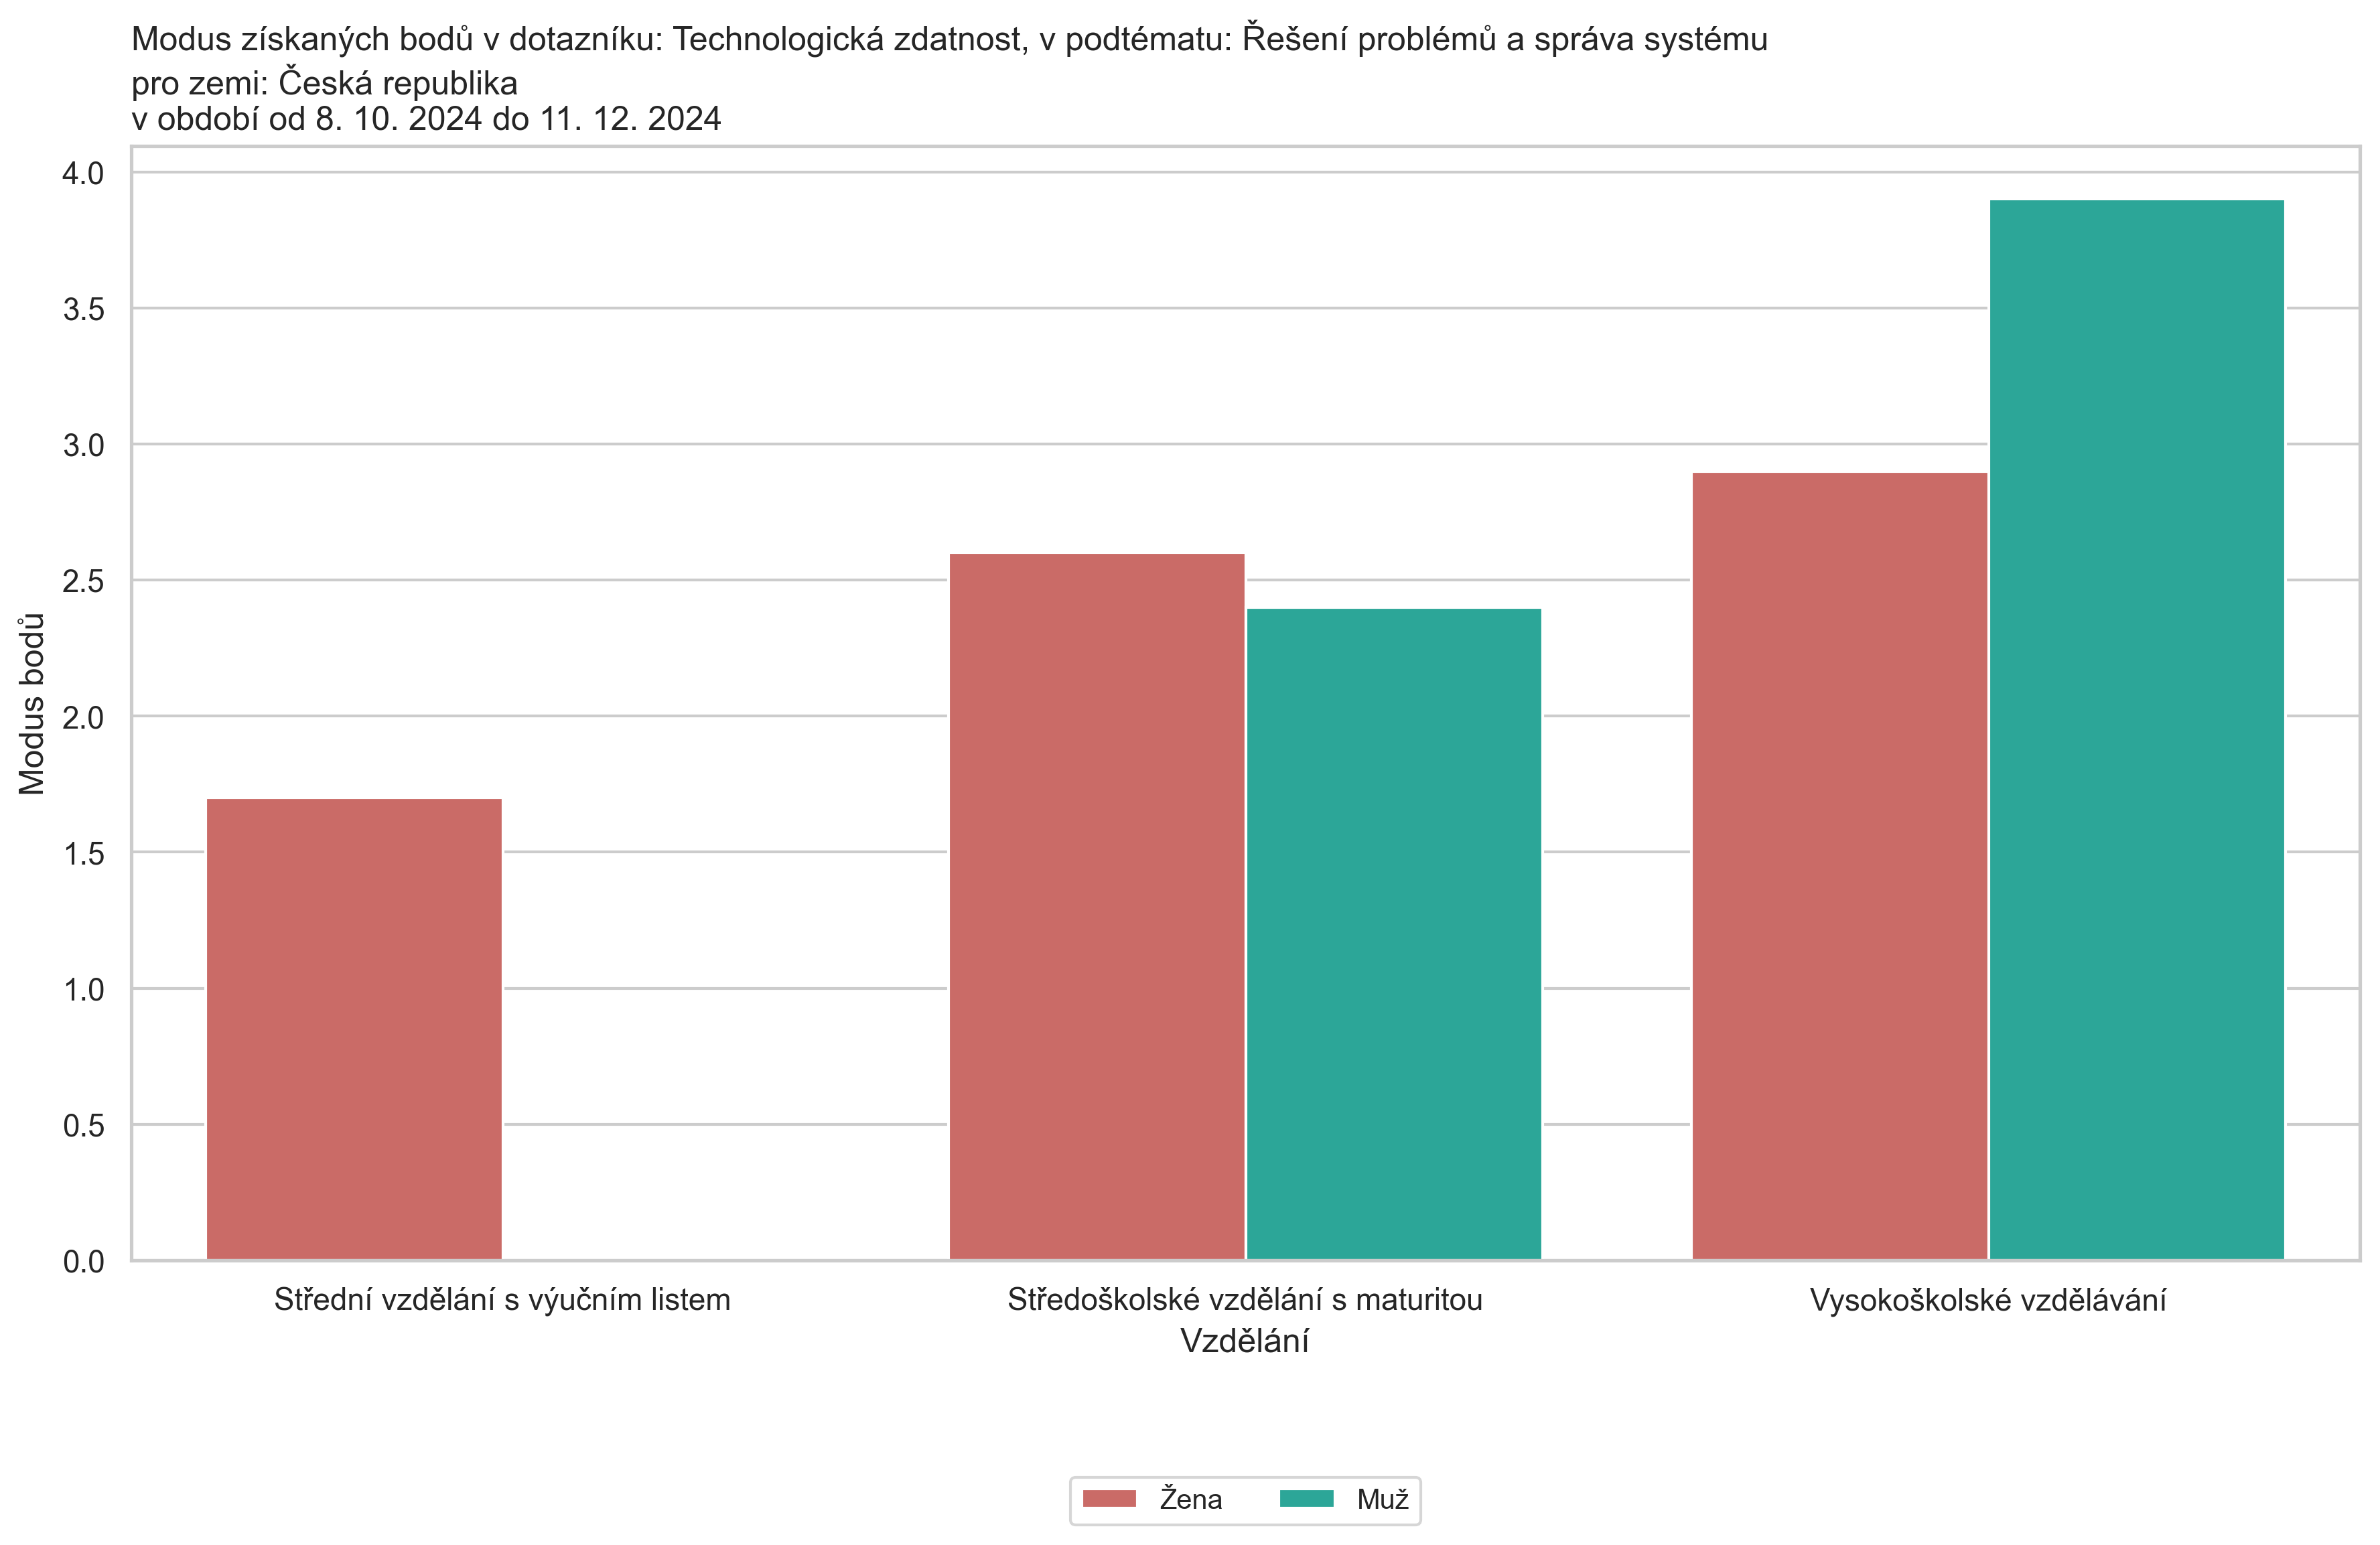 Modus získaných bodů v dotazníku: Technologická zdatnost, v podtématu: Řešení problémů a správa systému
pro zemi: Česká republika
v období od 8. 10. 2024 do 11. 12. 2024
4.0
3.5
3.0
2.5
2.0
1.5
1.0
0.5
0.0
Modus bodů
Střední vzdělání s výučním listem
Středoškolské vzdělání s maturitou
Vysokoškolské vzdělávání
Vzdělání
Žena
Muž